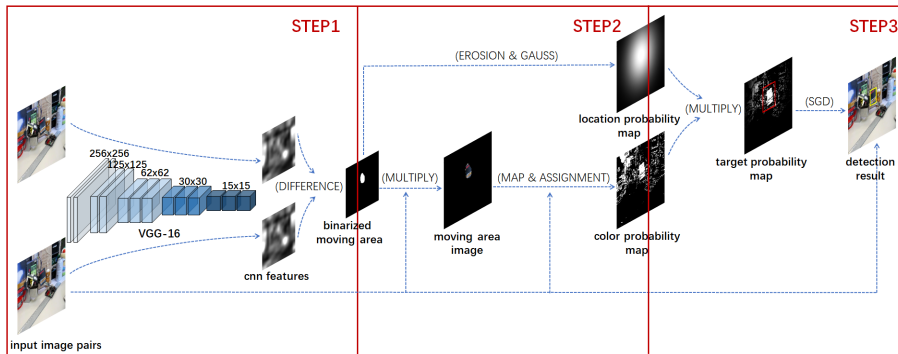 STEP1
STEP2
STEP3
(EROSION & GAUSS)
location probability
map
256x256
125x125
62x62
30x30
15x15
VGG-16
(DIFFERENCE)
cnn features
binarized
moving area
(MULTIPLY)
moving area
image
(MAP & ASSIGNMENT)
color probability
map
(MULTIPLY)
target probability
map
(SGD)
detection
result
input image pairs